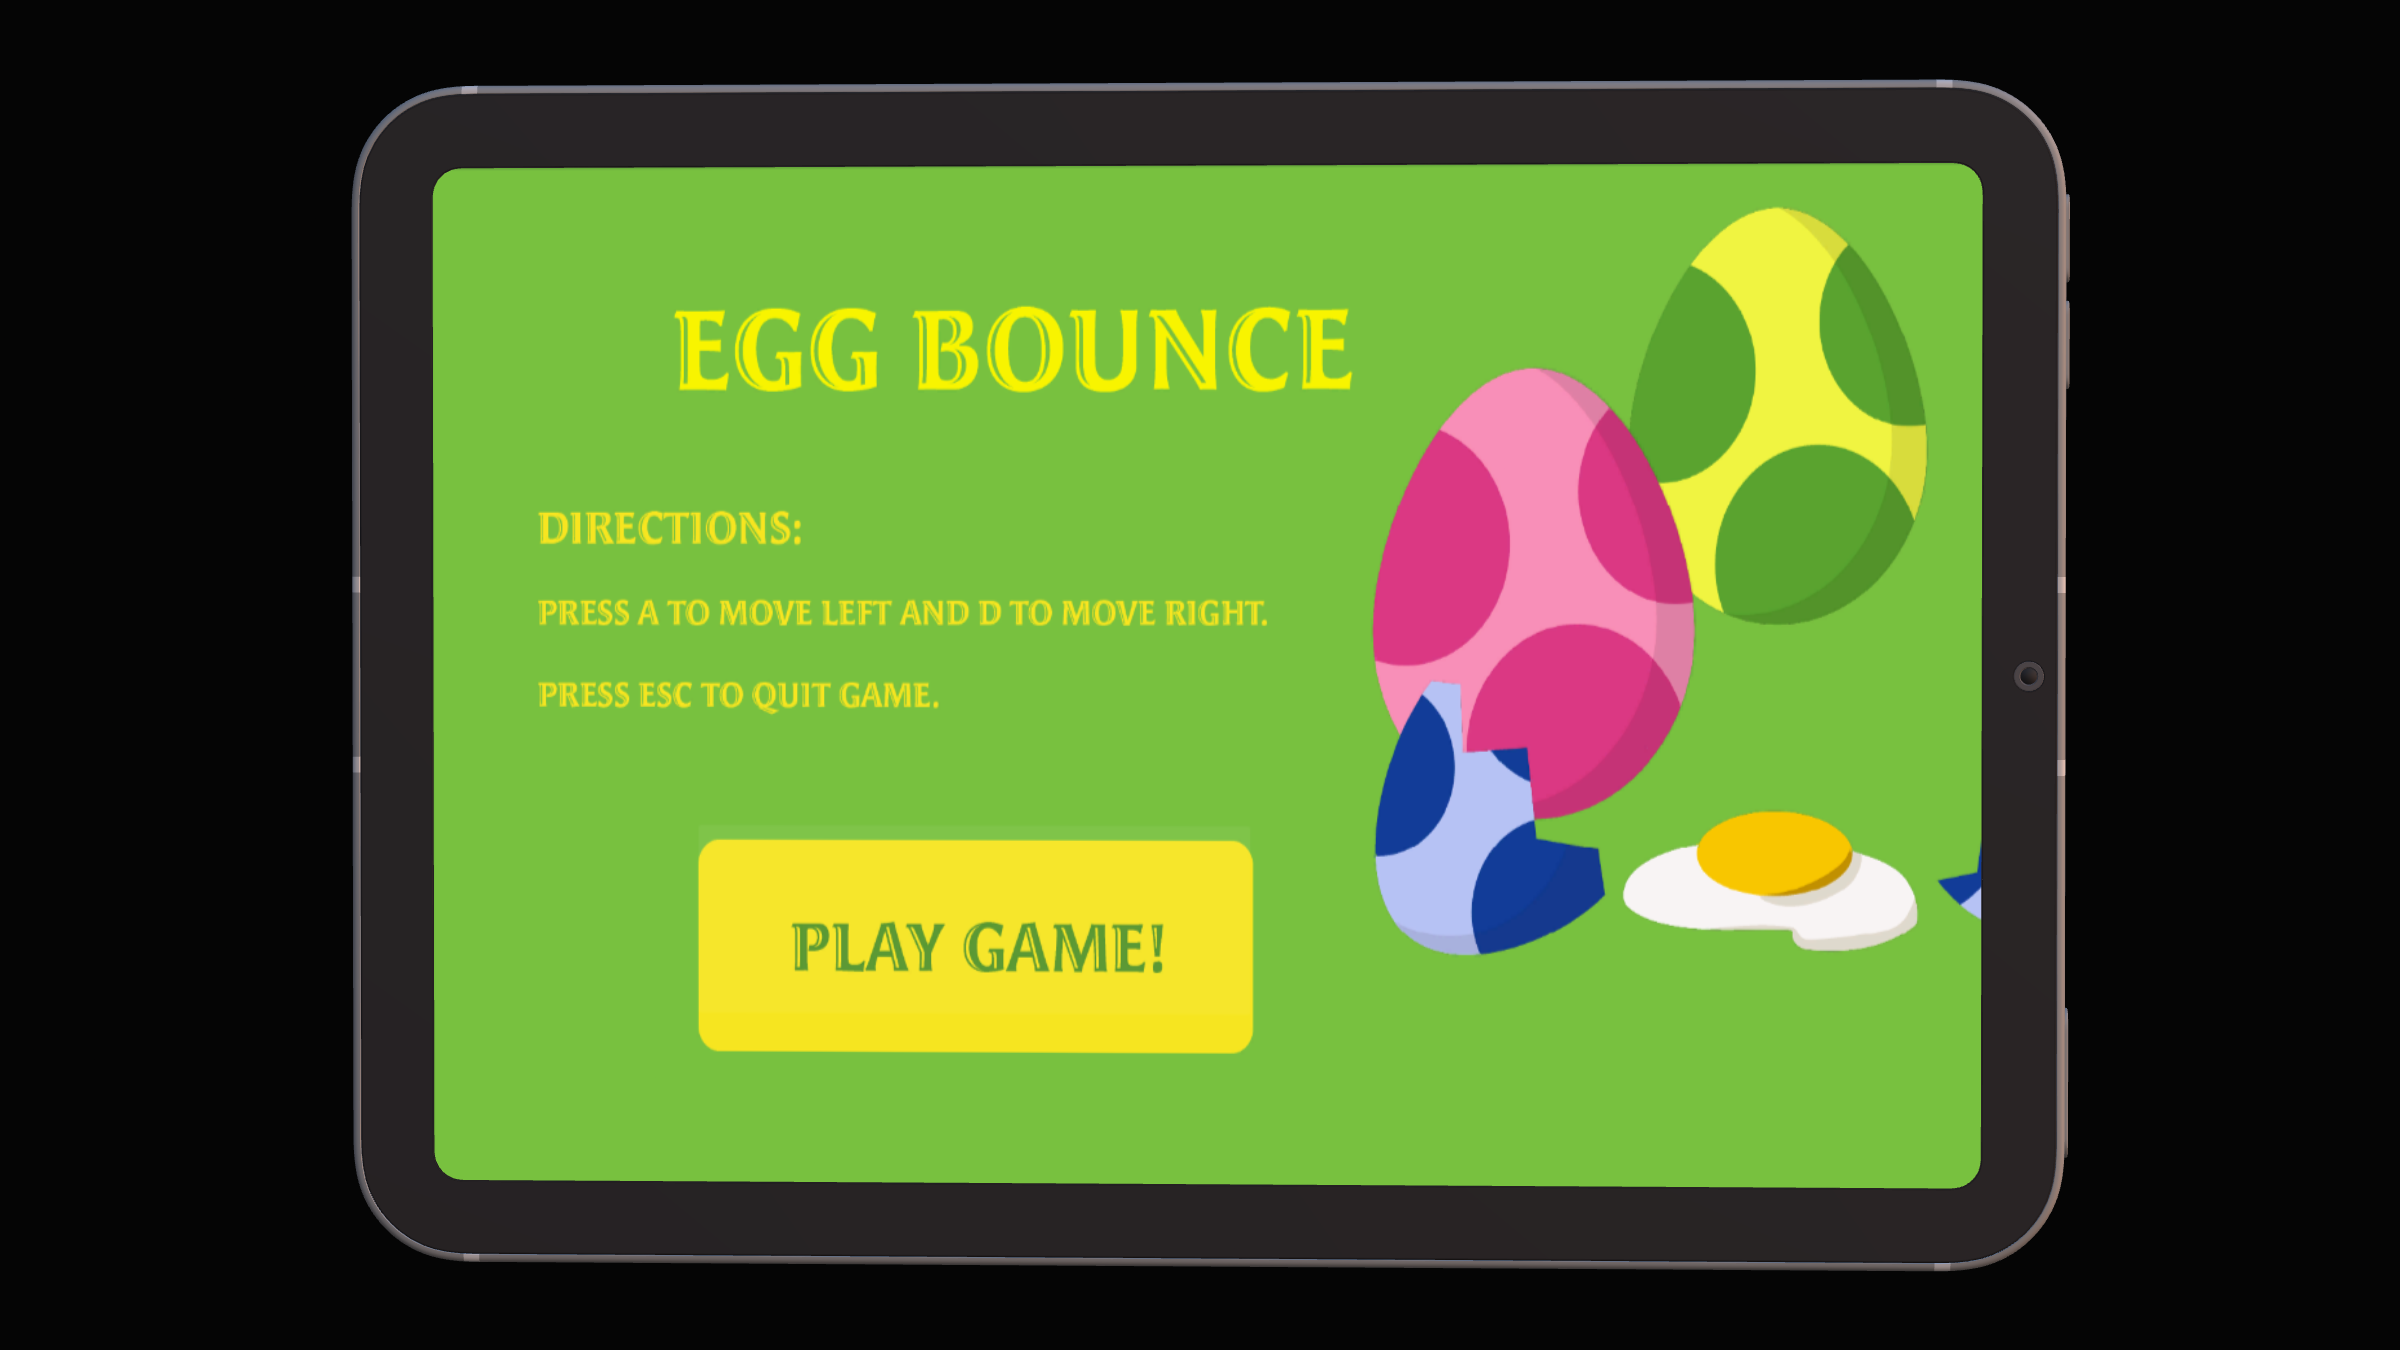 EGG BOUNCE
DIRECTIONS:
PRESS A TO MOVE LEFT AND D TO MOVE RIGHT.
PRESS ESC TO QUIT GAME.
PLAY GAME!